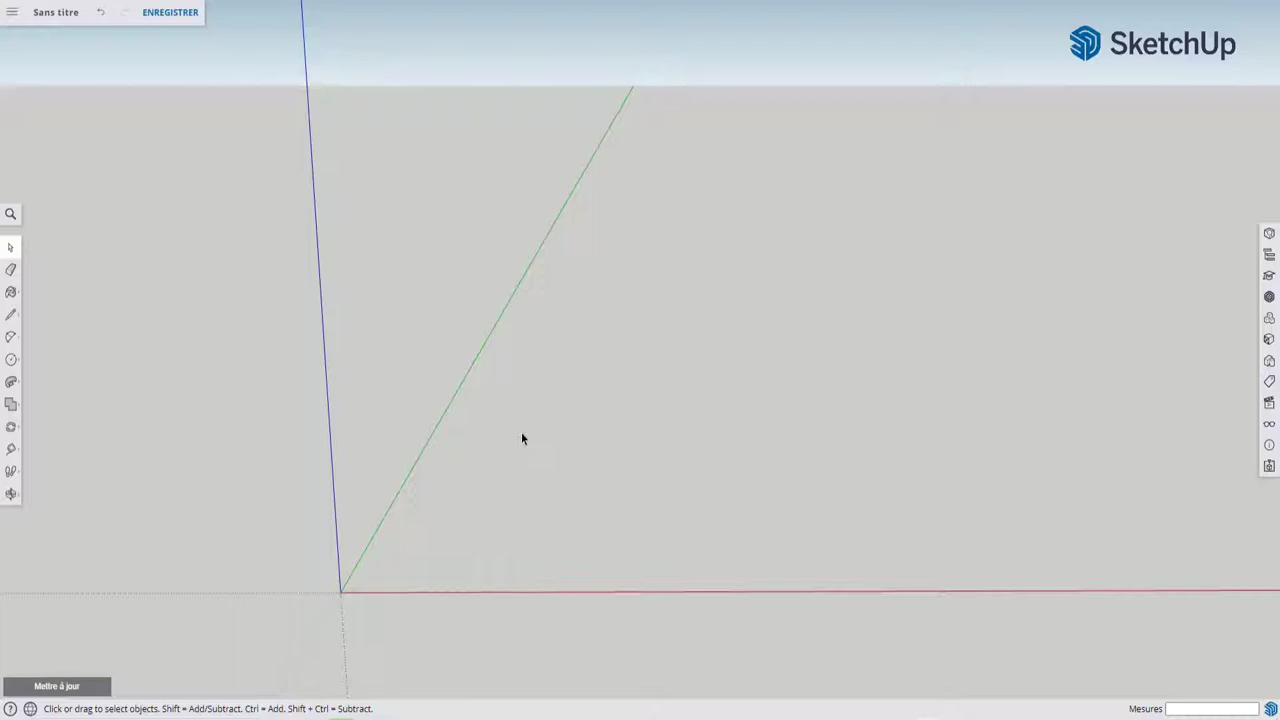 Sans titre
ENREGISTRER
SketchUp
Mettre à jour
Click or drag to select objects. Shift = Add/Subtract. Ctrl = Add. Shift + Ctrl = Subtract.
Mesures